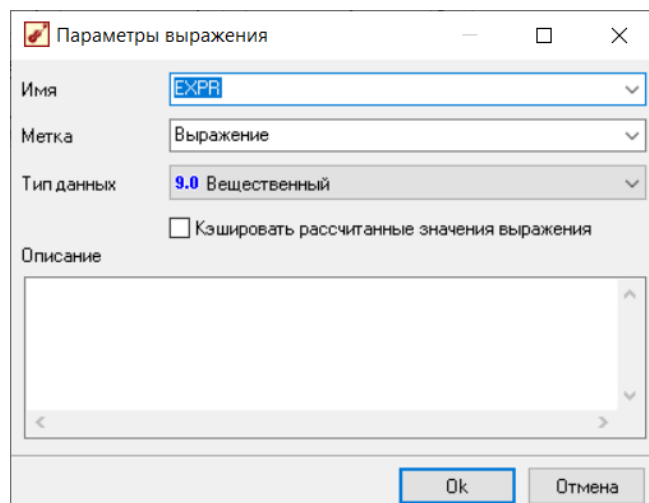 Параметры выражения
Имя
EXPR
Метка
Выражение
Тип данных
9.0 Вещественный
Кэшировать рассчитанные значения выражения
Описание
Ok
Отмена